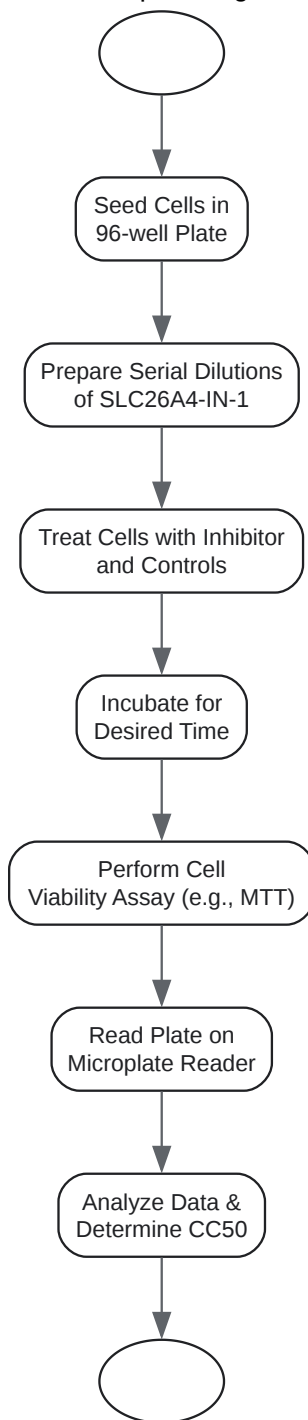 Seed Cells in
96-well Plate
Prepare Serial Dilutions
of SLC26A4-IN-1
Treat Cells with Inhibitor
and Controls
Incubate for
Desired Time
Perform Cell
Viability Assay (e.g., MTT)
Read Plate on
Microplate Reader
Analyze Data &
Determine CC50